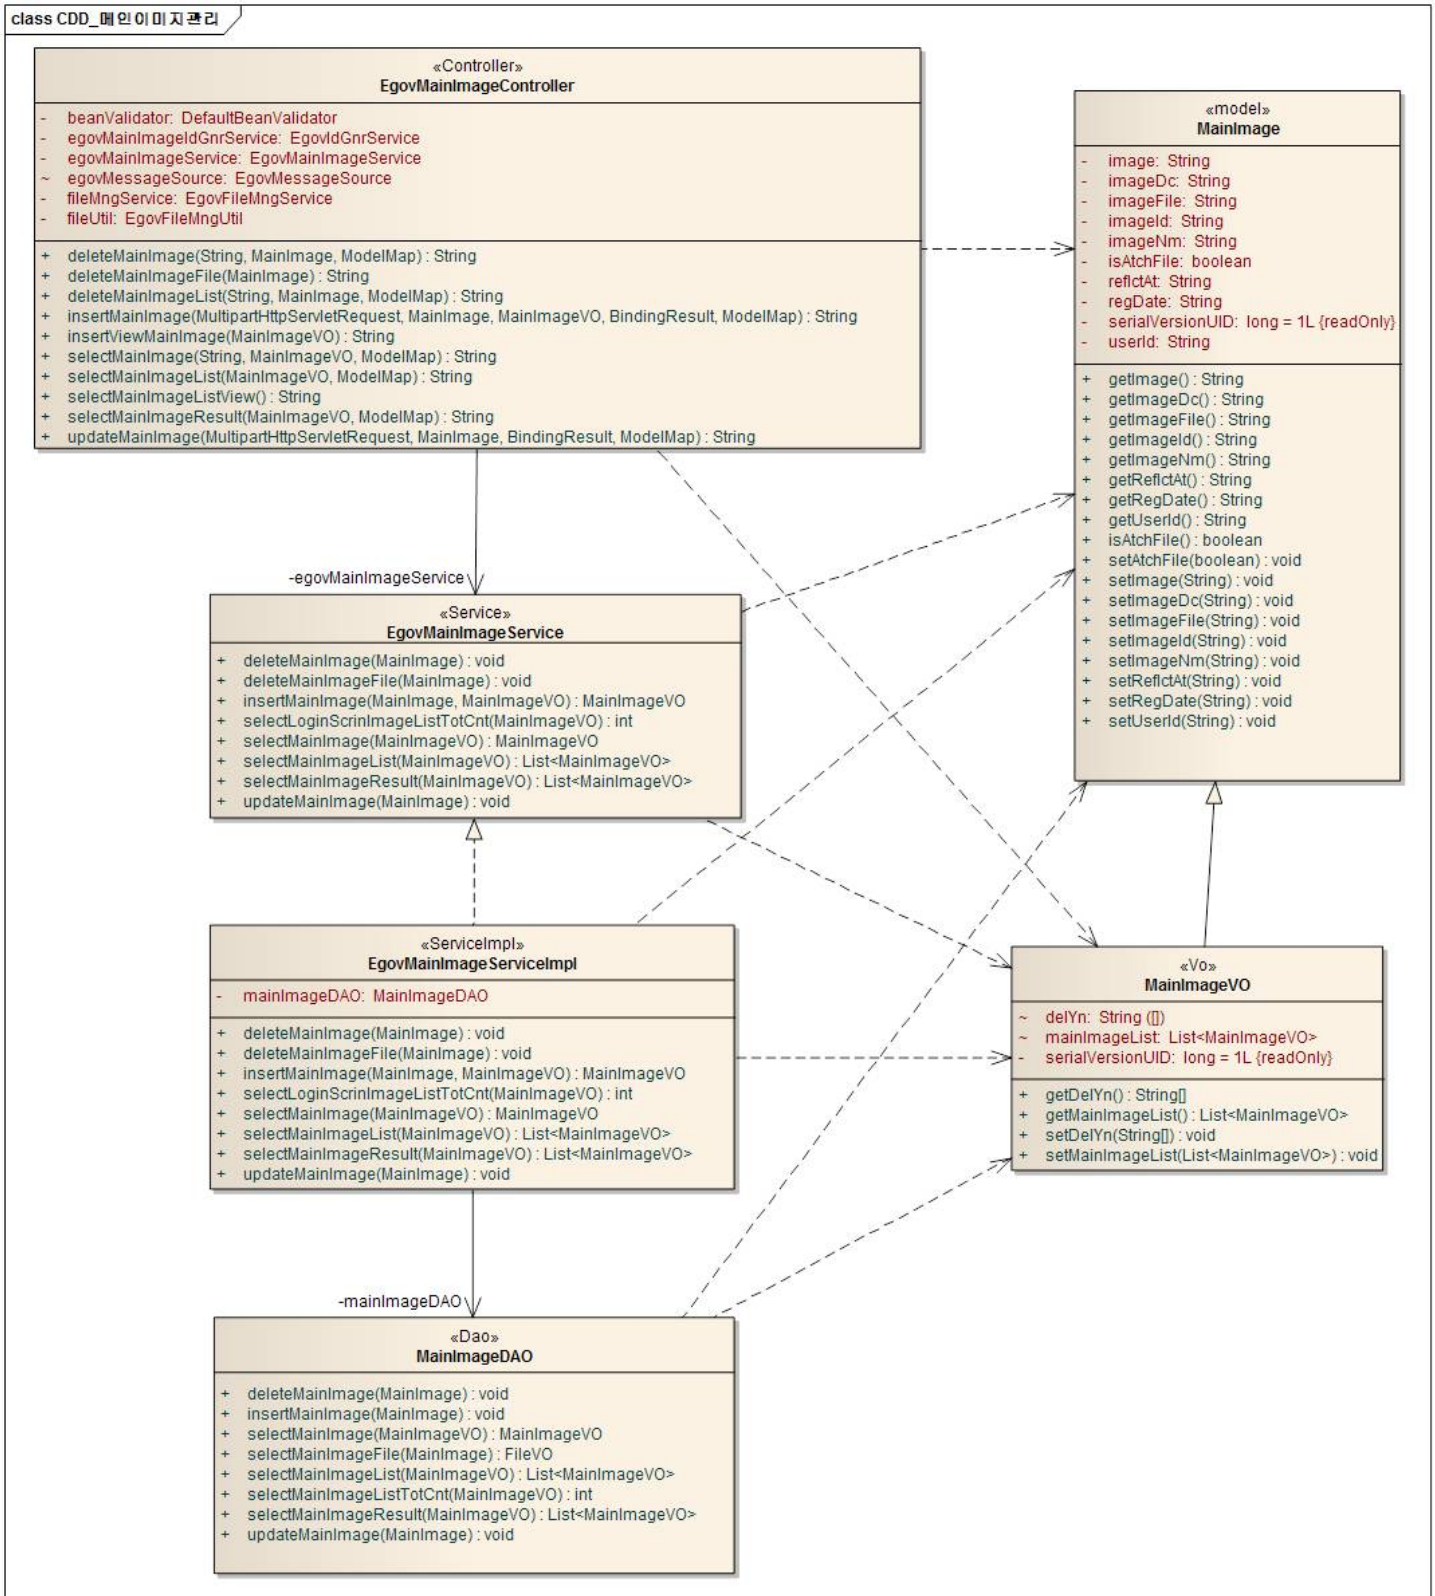 class CDD_메인이미지관리
«Controller»
EgovMainImageController
- beanValidator: DefaultBeanValidator
- egovMainImageIdGnrService: EgovIdGnrService
- egovMainImageService: EgovMainImageService
~ egovMessageSource: EgovMessageSource
- fileMngService: EgovFileMngService
- fileUtil: EgovFileMngUtil
+ deleteMainImage(String, MainImage, ModelMap) : String
+ deleteMainImageFile(MainImage) : String
+ deleteMainImageList(String, MainImage, ModelMap) : String
+ insertMainImage(MultipartHttpServletRequest, MainImage, MainImageVO, BindingResult, ModelMap) : String
+ insertViewMainImage(MainImageVO) : String
+ selectMainImage(String, MainImageVO, ModelMap) : String
+ selectMainImageList(MainImageVO, ModelMap) : String
+ selectMainImageListView() : String
+ selectMainImageResult(MainImageVO, ModelMap) : String
+ updateMainImage(MultipartHttpServletRequest, MainImage, BindingResult, ModelMap) : String
«model»
MainImage
- image: String
- imageDc: String
- imageFile: String
- imageId: String
- imageNm: String
- isAtchFile: boolean
- reflctAt: String
- regDate: String
- serialVersionUID: long = 1L {readOnly}
- userId: String
+ getImage() : String
+ getImageDc() : String
+ getImageFile() : String
+ getImageId() : String
+ getImageNm() : String
+ getReflctAt() : String
+ getRegDate() : String
+ getUserId() : String
+ isAtchFile() : boolean
+ setAtchFile(boolean) : void
+ setImage(String) : void
+ setImageDc(String) : void
+ setImageFile(String) : void
+ setImageId(String) : void
+ setImageNm(String) : void
+ setReflctAt(String) : void
+ setRegDate(String) : void
+ setUserId(String) : void
-egovMainImageService
«Service»
EgovMainImageService
+ deleteMainImage(MainImage) : void
+ deleteMainImageFile(MainImage) : void
+ insertMainImage(MainImage, MainImageVO) : MainImageVO
+ selectLoginScrinImageListTotCnt(MainImageVO) : int
+ selectMainImage(MainImageVO) : MainImageVO
+ selectMainImageList(MainImageVO) : List<MainImageVO>
+ selectMainImageResult(MainImageVO) : List<MainImageVO>
+ updateMainImage(MainImage) : void
«ServiceImpl»
EgovMainImageServiceImpl
- mainImageDAO: MainImageDAO
+ deleteMainImage(MainImage) : void
+ deleteMainImageFile(MainImage) : void
+ insertMainImage(MainImage, MainImageVO) : MainImageVO
+ selectLoginScrinImageListTotCnt(MainImageVO) : int
+ selectMainImage(MainImageVO) : MainImageVO
+ selectMainImageList(MainImageVO) : List<MainImageVO>
+ selectMainImageResult(MainImageVO) : List<MainImageVO>
+ updateMainImage(MainImage) : void
«Vo»
MainImageVO
~ delYn: String ([])
~ mainImageList: List<MainImageVO>
- serialVersionUID: long = 1L {readOnly}
+ getDelYn() : String[]
+ getMainImageList() : List<MainImageVO>
+ setDelYn(String[]) : void
+ setMainImageList(List<MainImageVO>) : void
-mainImageDAO
«Dao»
MainImageDAO
+ deleteMainImage(MainImage) : void
+ insertMainImage(MainImage) : void
+ selectMainImage(MainImageVO) : MainImageVO
+ selectMainImageFile(MainImage) : FileVO
+ selectMainImageList(MainImageVO) : List<MainImageVO>
+ selectMainImageListTotCnt(MainImageVO) : int
+ selectMainImageResult(MainImageVO) : List<MainImageVO>
+ updateMainImage(MainImage) : void